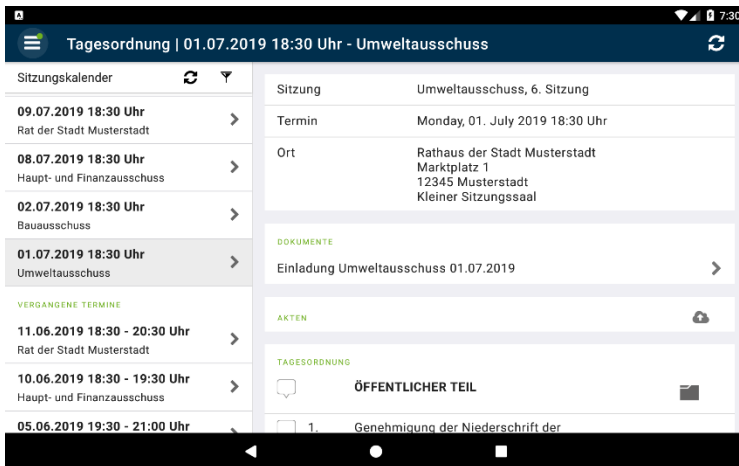 7:30
Tagesordnung | 01.07.2019 18:30 Uhr - Umweltausschuss
Sitzungskalender
09.07.2019 18:30 Uhr
Rat der Stadt Musterstadt
08.07.2019 18:30 Uhr
Haupt- und Finanzausschuss
02.07.2019 18:30 Uhr
Bauausschuss
01.07.2019 18:30 Uhr
Umweltausschuss
VERGANGENE TERMINE
11.06.2019 18:30 - 20:30 Uhr
Rat der Stadt Musterstadt
10.06.2019 18:30 - 19:30 Uhr
Haupt- und Finanzausschuss
05.06.2019 19:30 - 21:00 Uhr
Sitzung Umweltausschuss, 6. Sitzung
Termin Monday, 01. July 2019 18:30 Uhr
Ort Rathaus der Stadt Musterstadt
Marktplatz 1
12345 Musterstadt
Kleiner Sitzungssaal
DOKUMENTE
Einladung Umweltausschuss 01.07.2019
AKTEN
TAGESORDNUNG
ÖFFENTLICHER TEIL
1. Genehmigung der Niederschrift der